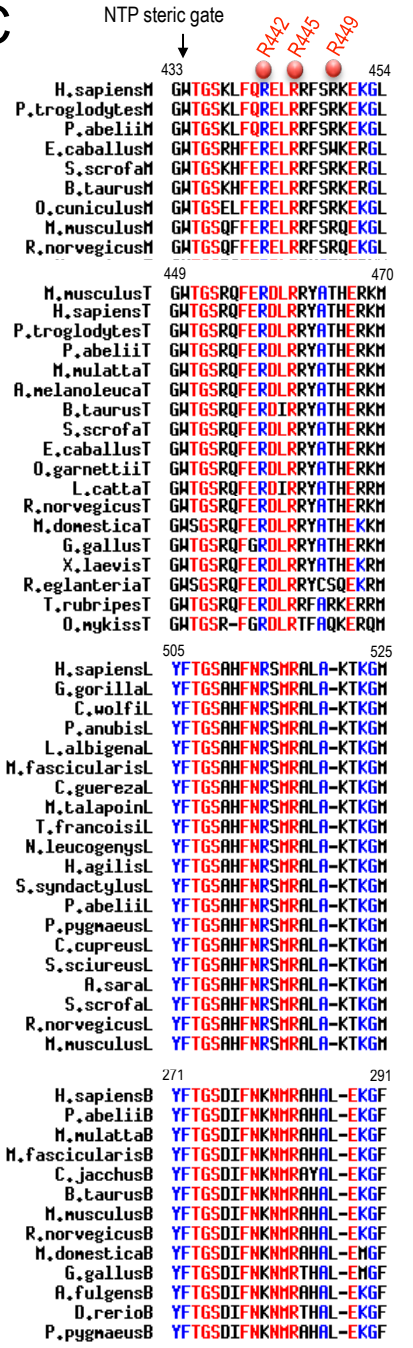 C
NTP steric gate
R442 R445 R449
433 454
H.sapiensM GWTGSKLFQRELRRFSRKEKGL
P.troglodytesM GWTGSKLFQRELRRFSRKEKGL
P.abeliiM GWTGSKLFQRELRRFSRKEKGL
E.caballusM GWTGSRHFERELRRFSWKERGL
S.scrofaM GWTGSKHFERELRRFSRKERGL
B.taurusM GWTGSKHFERELRRFSRKERGL
O.cuniculusM GWTGSELFERELRRFSRKEKGL
M.musculusM GWTGSQFFERELRRFSRQEKGL
R.norvegicusM GWTGSQFFERELRRFSRQEKGL
449 470
M.musculusT GWTGSRQFERDLRRYATHERKM
H.sapiensT GWTGSRQFERDLRRYATHERKM
P.troglodytesT GWTGSRQFERDLRRYATHERKM
P.abeliiT GWTGSRQFERDLRRYATHERKM
M.mulattaT GWTGSRQFERDLRRYATHERKM
A.melanoleucaT GWTGSRQFERDLRRYATHERKM
B.taurusT GWTGSRQFERDIRRYATHERKM
S.scrofaT GWTGSRQFERDLRRYATHERKM
E.caballusT GWTGSRQFERDLRRYATHERKM
O.garnettiiT GWTGSRQFERDLRRYATHERKM
L.cattaT GWTGSRQFERDIRRYATHERRM
R.norvegicusT GWTGSRQFERDLRRYATHERKM
M.domesticaT GWSGSRQFERDLRRYATHEKKM
G.gallusT GWTGSRQFGRDLRRYATHERKM
X.laevisT GWTGSRQFERDLRRYATHEKRM
R.eglanteriaT GWSGSRQFERDLRRYCSQEKRM
T.rubripesT GWTGSRQFERDLRRFARKERRM
O.mykissT GWTGSR-FGRDLRTFAQKERQM
505 525
H.sapiensL YFTGSAHFNRSMRALA-KTKGM
G.gorillaL YFTGSAHFNRSMRALA-KTKGM
C.wolfiL YFTGSAHFNRSMRALA-KTKGM
P.anubisL YFTGSAHFNRSMRALA-KTKGM
L.albigenaL YFTGSAHFNRSMRALA-KTKGM
M.fascicularisL YFTGSAHFNRSMRALA-KTKGM
C.guerezaL YFTGSAHFNRSMRALA-KTKGM
M.talapoinL YFTGSAHFNRSMRALA-KTKGM
T.francoisiL YFTGSAHFNRSMRALA-KTKGM
N.leucogenysL YFTGSAHFNRSMRALA-KTKGM
H.agilisL YFTGSAHFNRSMRALA-KTKGM
S.syndactylusL YFTGSAHFNRSMRALA-KTKGM
P.abeliiL YFTGSAHFNRSMRALA-KTKGM
P.pygmaeusL YFTGSAHFNRSMRALA-KTKGM
C.cupreusL YFTGSAHFNRSMRALA-KTKGM
S.sciureusL YFTGSAHFNRSMRALA-KTKGM
A.saraL YFTGSAHFNRSMRALA-KTKGM
S.scrofaL YFTGSAHFNRSMRALA-KTKGM
R.norvegicusL YFTGSAHFNRSMRALA-KTKGM
M.musculusL YFTGSAHFNRSMRALA-KTKGM
271 291
H.sapiensB YFTGSDIFNKNMRAHAL-EKGF
P.abeliiB YFTGSDIFNKNMRAHAL-EKGF
M.mulattaB YFTGSDIFNKNMRAHAL-EKGF
M.fascicularisB YFTGSDIFNKNMRAHAL-EKGF
C.jacchusB YFTGSDIFNKNMRAYAL-EKGF
B.taurusB YFTGSDIFNKNMRAHAL-EKGF
M.musculusB YFTGSDIFNKNMRAHAL-EKGF
R.norvegicusB YFTGSDIFNKNMRAHAL-EKGF
M.domesticaB YFTGSDIFNKNMRAHAL-EMGF
G.gallusB YFTGSDIFNKNMRTHAL-EMGF
A.fulgensB YFTGSDIFNKNMRAHAL-EKGF
D.rerioB YFTGSDIFNKNMRTHAL-EKGF
P.pygmaeusB YFTGSDIFNKNMRAHAL-EKGF